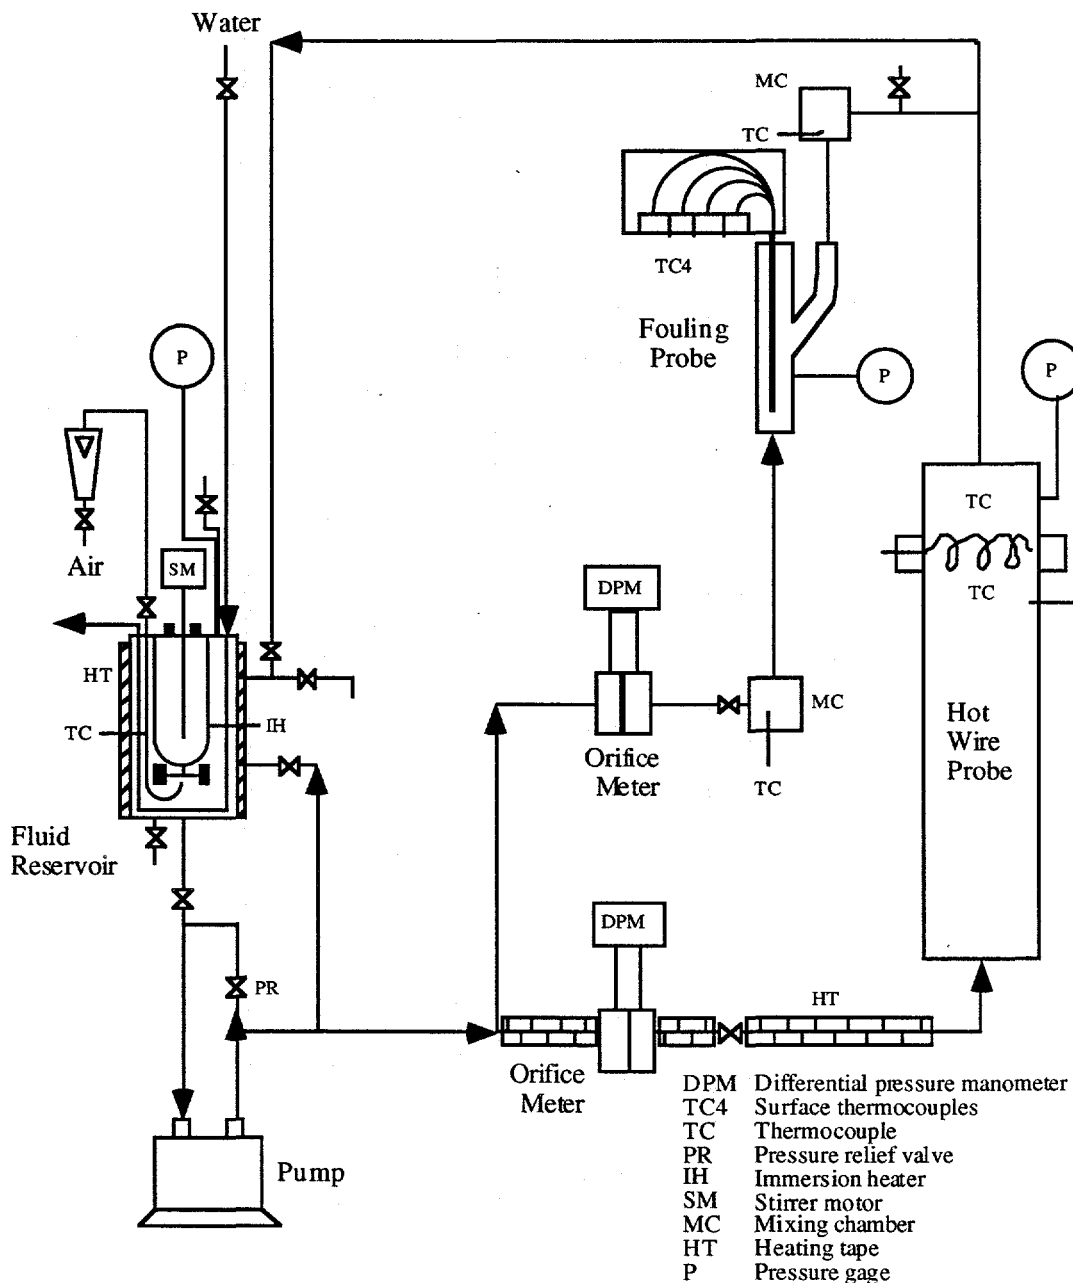 Water
MC
TC
TC4
Fouling
Probe
P
P
P
TC
Air
SM
DPM
TC
HT
TC
IH
MC
Hot
Wire
Probe
Orifice
Meter
TC
Fluid
Reservoir
DPM
PR
HT
Orifice
Meter
Pump
DPM Differential pressure manometer
TC4 Surface thermocouples
TC Thermocouple
PR Pressure relief valve
IH Immersion heater
SM Stirrer motor
MC Mixing chamber
HT Heating tape
P Pressure gage